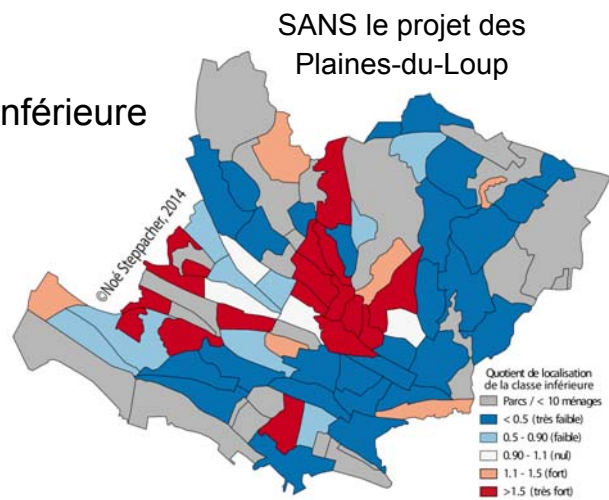 SANS le projet des
Plaines-du-Loup
nférieure
©Noé Steppacher, 2014
Quotient de localisation
de la classe inférieure
Parcs / < 10 ménages
< 0.5 (très faible)
0.5 - 0.90 (faible)
0.90 - 1.1 (nul)
1.1 - 1.5 (fort)
>1.5 (très fort)